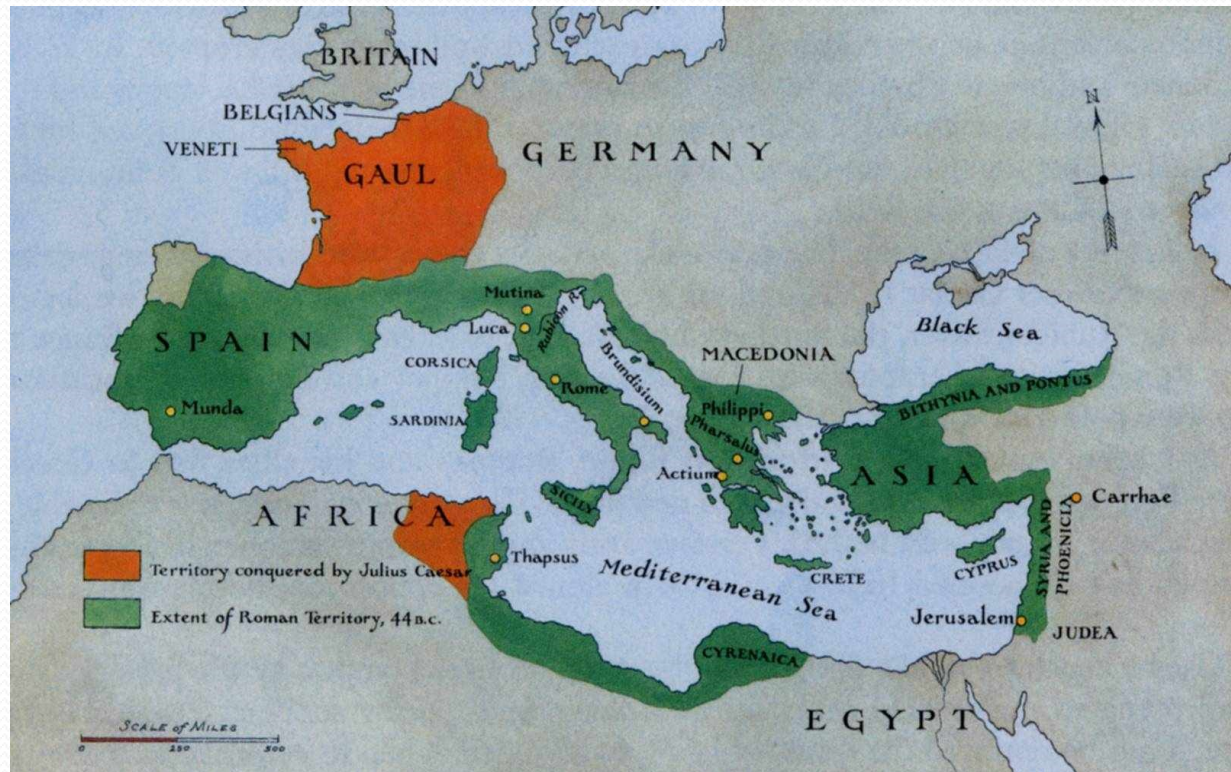 BRITAIN
BELGIANS
VENETI
GAUL
GERMANY
N
SPAIN
Munda
CORSICA
SARDINIA
Mutina
Luca
Rubicon R.
Rome
Brundisium
SICILY
MACEDONIA
Philippi
Pharsalus
Actium
Black Sea
BITHYNIA AND PONTUS
ASIA
Carrhae
SYRIA AND
PHOENICIA
CYPRUS
CRETE
Mediterranean Sea
Jerusalem
JUDEA
AFRICA
Thapsus
CYRENAICA
EGYPT
Territory conquered by Julius Caesar
Extent of Roman Territory, 44 B.C.
SCALE of MILES
0 250 500